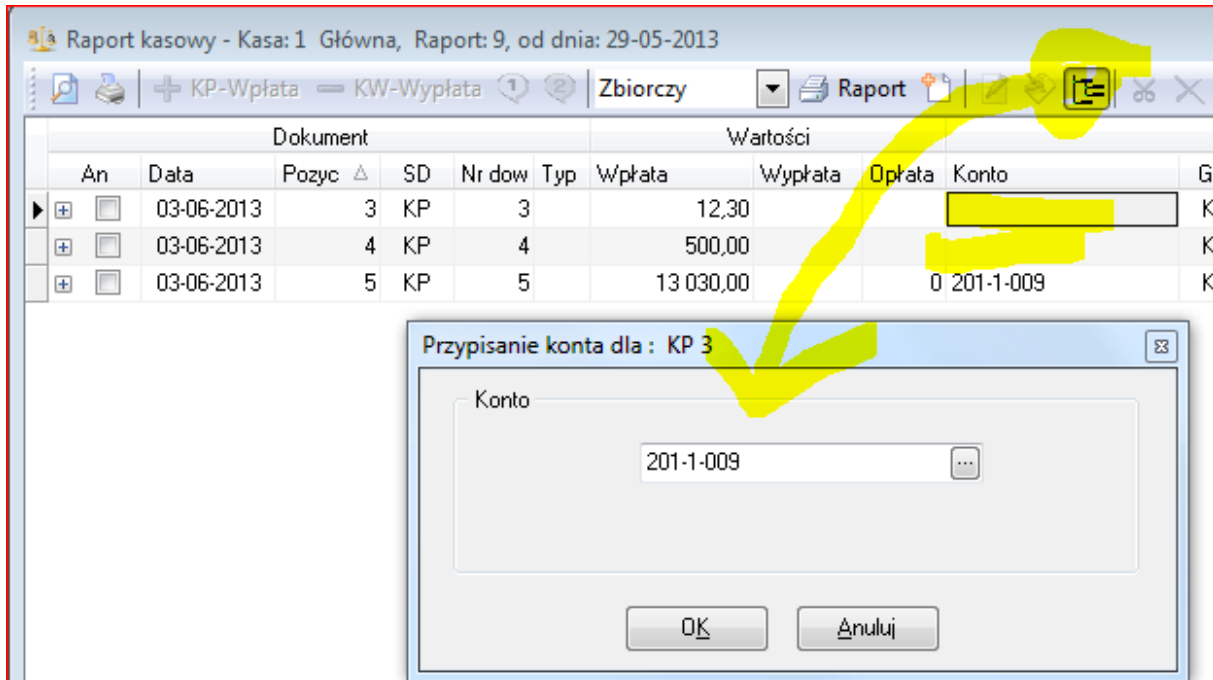 Raport kasowy - Kasa: 1 Główna, Raport: 9, od dnia: 29-05-2013
KP-Wpłata KW-Wypłata 1 2 Zbiorczy Raport
Dokument Wartości
An Data Pozyc SD Nr dow Typ Wpłata Wypłata Opłata Konto G
03-06-2013 3 KP 3 12,30 K
03-06-2013 4 KP 4 500,00 K
03-06-2013 5 KP 5 13 030,00 0 201-1-009 K
Przypisanie konta dla : KP 3
Konto
201-1-009 ...
OK Anuluj